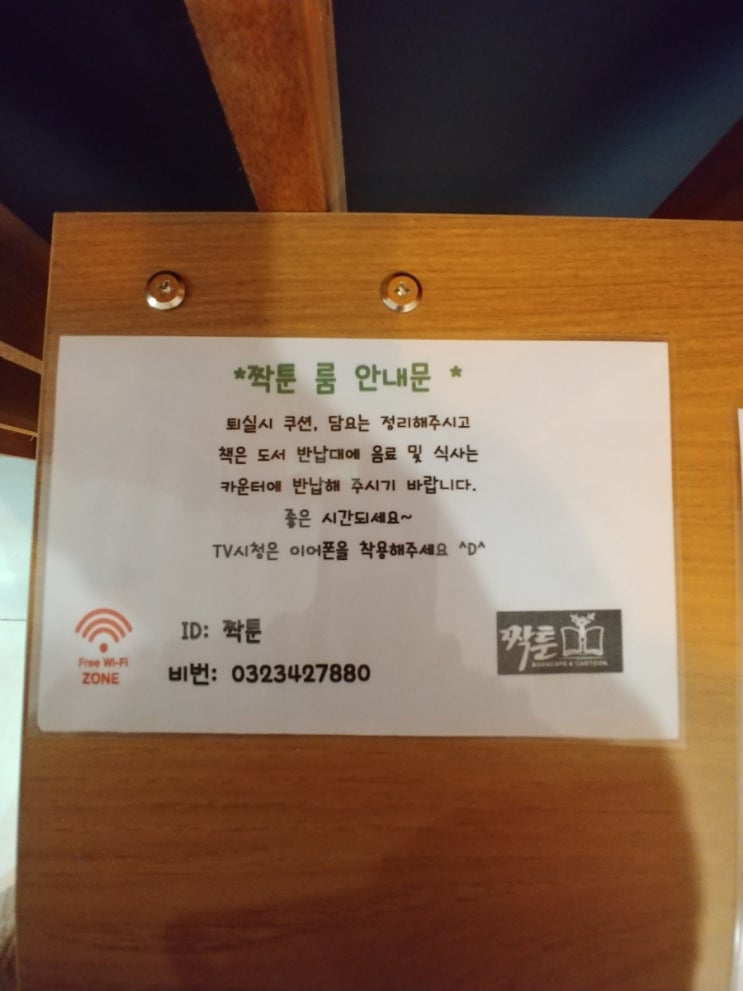 *짝툰 룸 안내문 *
퇴실시 쿠션, 담요는 정리해주시고
책은 도서 반납대에 음료 및 식사는
카운터에 반납해 주시기 바랍니다.
좋은 시간되세요~
TV시청은 이어폰을 착용해주세요 ^D^
ID: 짝툰
비번: 0323427880
Free Wi-Fi
ZONE
짝툰
BOOKCAFE & CARTOON